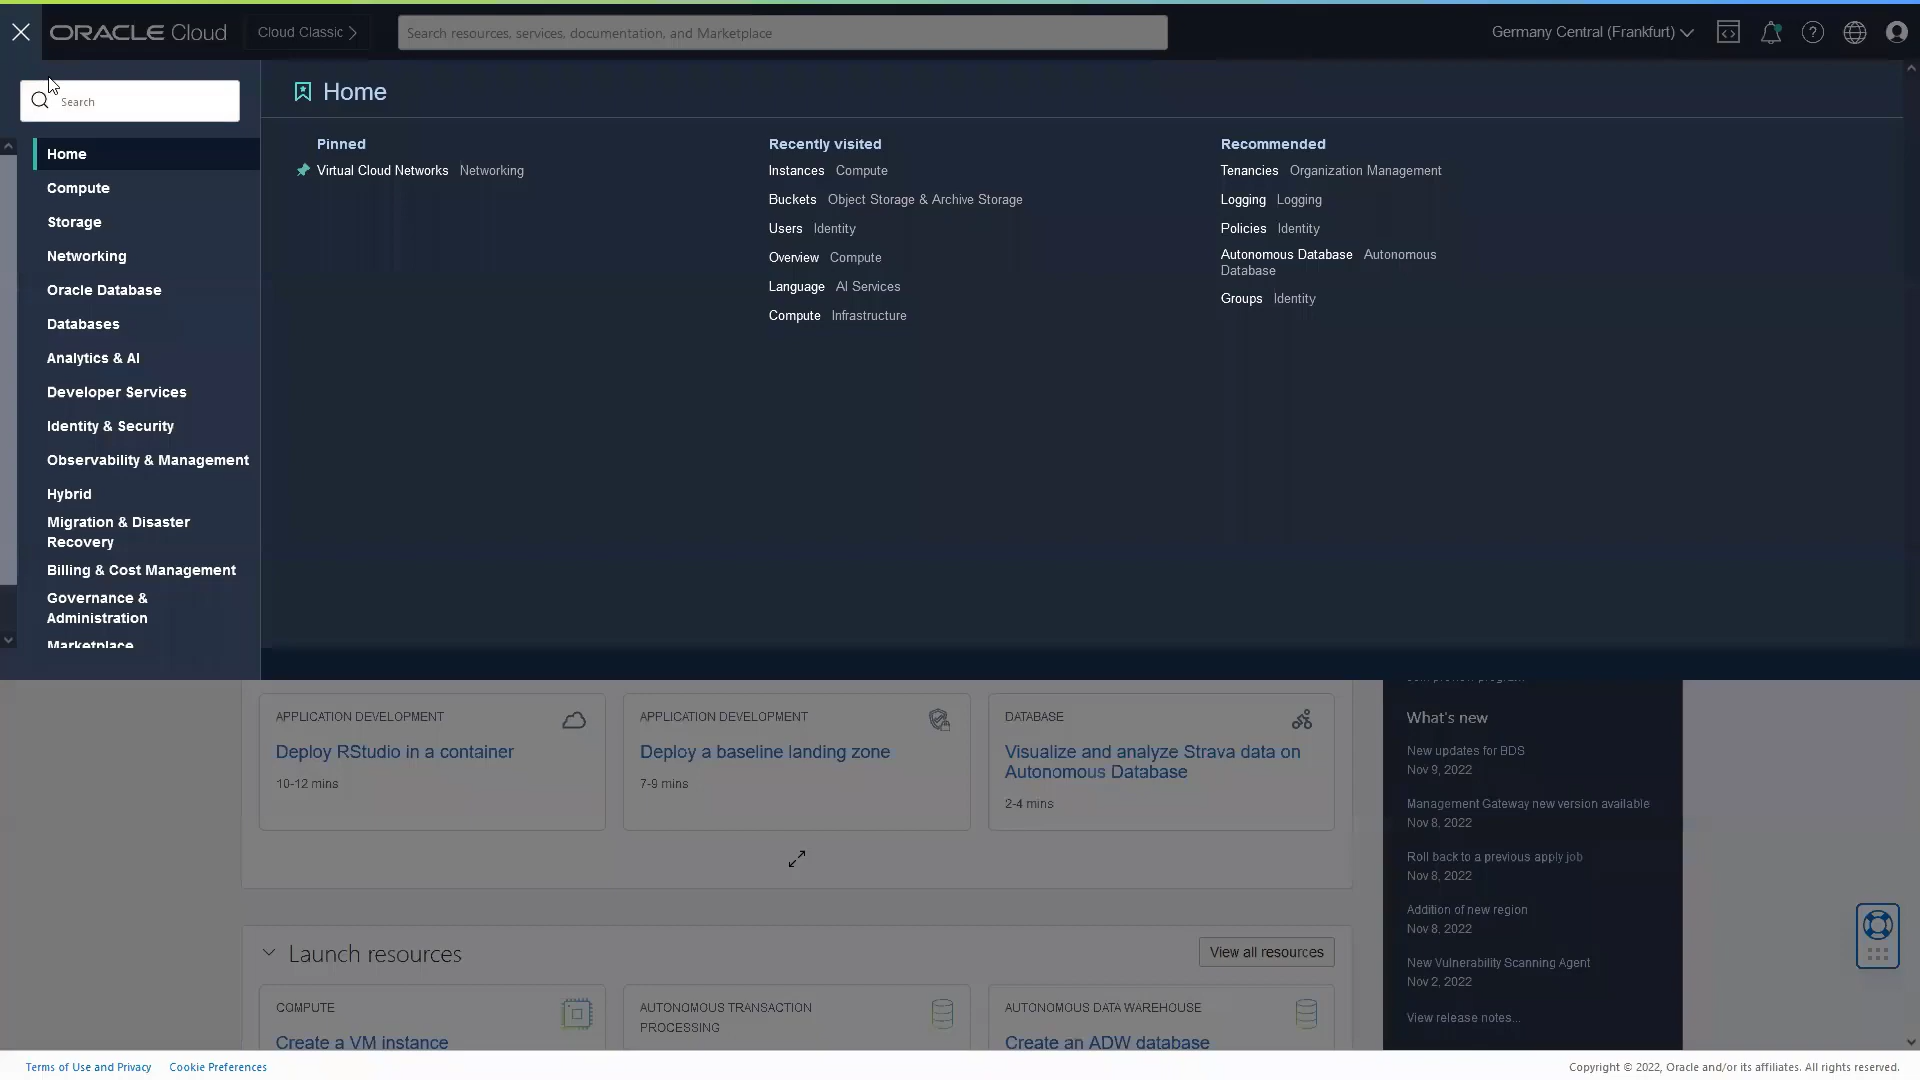 ORACLE Cloud
Cloud Classic
Search resources, services, documentation, and Marketplace
Germany Central (Frankfurt)
Search
Home
Compute
Storage
Networking
Oracle Database
Databases
Analytics & AI
Developer Services
Identity & Security
Observability & Management
Hybrid
Migration & Disaster
Recovery
Billing & Cost Management
Governance &
Administration
Marketplace
Home
Pinned
Virtual Cloud Networks Networking
Recently visited
Instances Compute
Buckets Object Storage & Archive Storage
Users Identity
Overview Compute
Language AI Services
Compute Infrastructure
Recommended
Tenancies Organization Management
Logging Logging
Policies Identity
Autonomous Database Autonomous
Database
Groups Identity
APPLICATION DEVELOPMENT
Deploy RStudio in a container
10-12 mins
APPLICATION DEVELOPMENT
Deploy a baseline landing zone
7-9 mins
DATABASE
Visualize and analyze Strava data on
Autonomous Database
2-4 mins
Launch resources
View all resources
COMPUTE
Create a VM instance
AUTONOMOUS TRANSACTION
PROCESSING
AUTONOMOUS DATA WAREHOUSE
Create an ADW database
What's new
New updates for BDS
Nov 9, 2022
Management Gateway new version available
Nov 8, 2022
Roll back to a previous apply job
Nov 8, 2022
Addition of new region
Nov 8, 2022
New Vulnerability Scanning Agent
Nov 2, 2022
View release notes...
Terms of Use and Privacy
Cookie Preferences
Copyright © 2022, Oracle and/or its affiliates. All rights reserved.